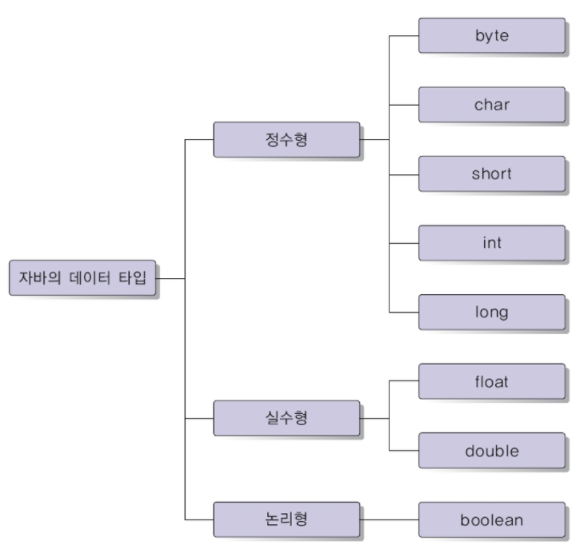 자바의 데이터 타입
정수형
byte
char
short
int
long
실수형
float
double
논리형
boolean